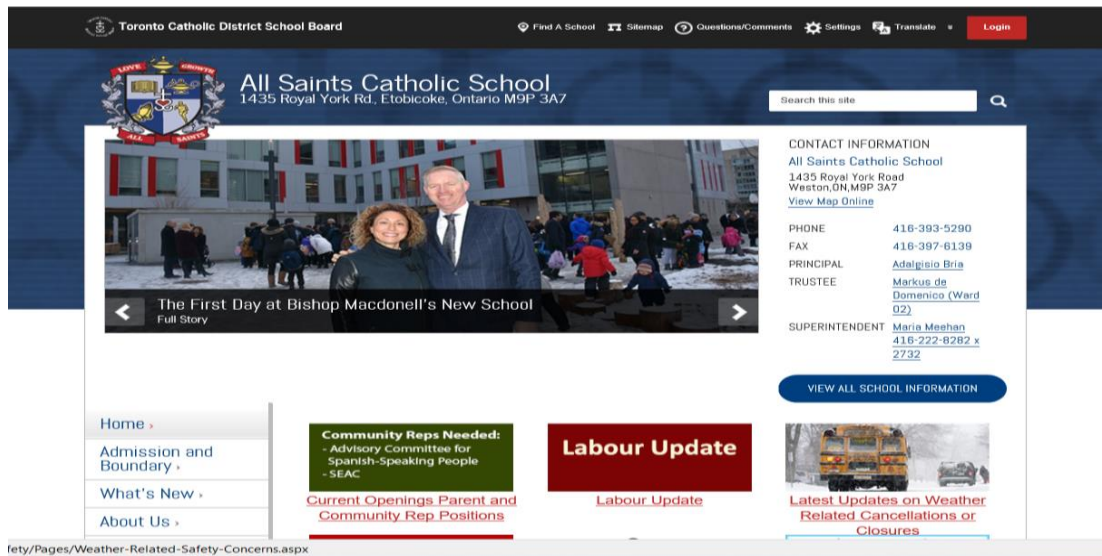 Toronto Catholic District School Board
Find A School Sitemap Questions/Comments Settings Translate Login
LOVE GROWTH
ALL SAINTS
All Saints Catholic School
1435 Royal York Rd., Etobicoke, Ontario M9P 3A7
Search this site
The First Day at Bishop Macdonell's New School
Full Story
CONTACT INFORMATION
All Saints Catholic School
1435 Royal York Road
Weston,ON,M9P 3A7
View Map Online
PHONE 416-393-5290
FAX 416-397-6139
PRINCIPAL Adalgisio Bria
TRUSTEE Markus de
Domenico (Ward
02)
SUPERINTENDENT Maria Meehan
416-222-8282 x
2732
VIEW ALL SCHOOL INFORMATION
Home
Admission and
Boundary
What's New
About Us
Community Reps Needed:
- Advisory Committee for
Spanish-Speaking People
- SEAC
Current Openings Parent and
Community Rep Positions
Labour Update
Labour Update
Latest Updates on Weather
Related Cancellations or
Closures
fety/Pages/Weather-Related-Safety-Concerns.aspx